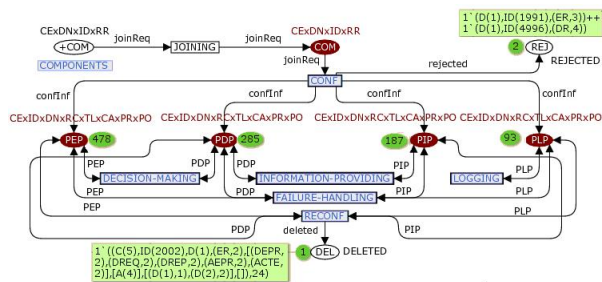 CExDNxIDxRR
+COM
joinReq
JOINING
joinReq
CExDNxIDxRR
COM
joinReq
COMPONENTS
CONF
rejected
1`(D(1),ID(1991),(ER,3))++
1`(D(1),ID(4996),(DR,4))
2
REJ
REJECTED
confInf
confInf
confInf
confInf
CExIDxDNxRCxTLxCAxPRxPO
CExIDxDNxRCxTLxCAxPRxPO
CExIDxDNxRCxTLxCAxPRxPO
CExIDxDNxRCxTLxCAxPRxPO
PEP
478
PDP
285
187
PIP
93
PLP
PEP
PDP
PDP
PIP
PLP
DECISION-MAKING
INFORMATION-PROVIDING
LOGGING
PEP
PDP
FAILURE-HANDLING
PIP
PLP
PEP
RECONF
PLP
PDP
deleted
PIP
1`((C(5),ID(2002),D(1),(ER,2),[(DEPR,
2),(DREQ,2),(DREP,2),(AEPR,2),(ACTE,
2)],[A(4)],[(D(1),1),(D(2),2)],[]),24)
1
DEL
DELETED